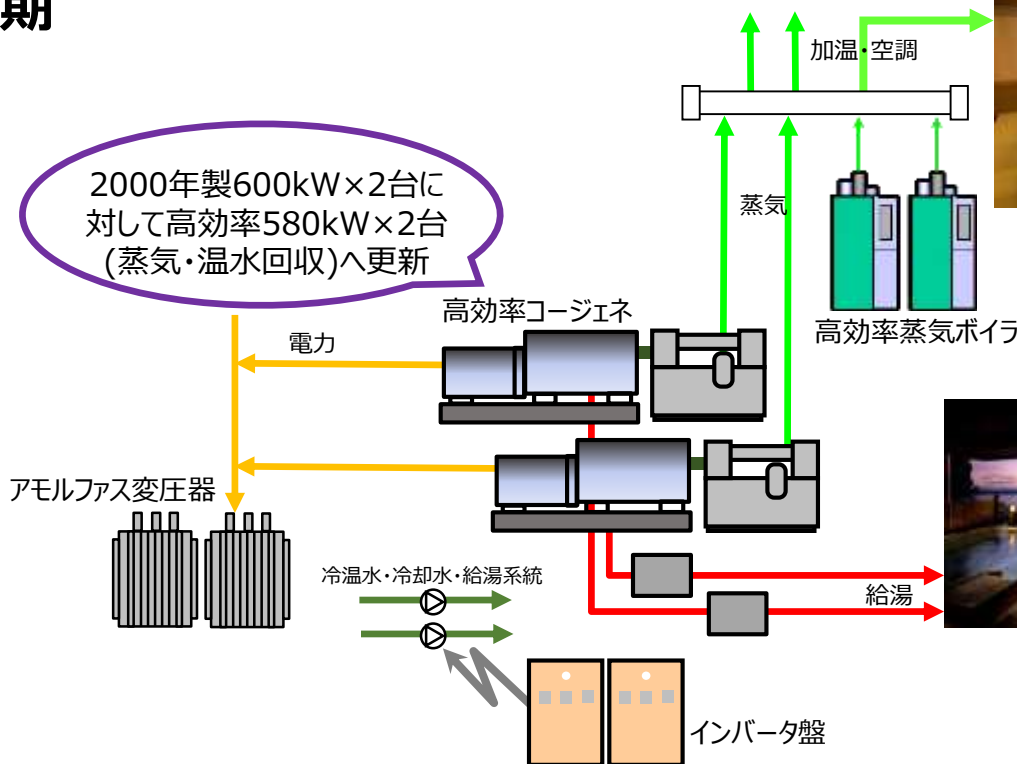 期
加温・空調
2000年製600kW×2台に
対して高効率580kW×2台
(蒸気・温水回収)へ更新
蒸気
高効率コージェネ
高効率蒸気ボイラ
電力
アモルファス変圧器
冷温水・冷却水・給湯系統
給湯
インバータ盤